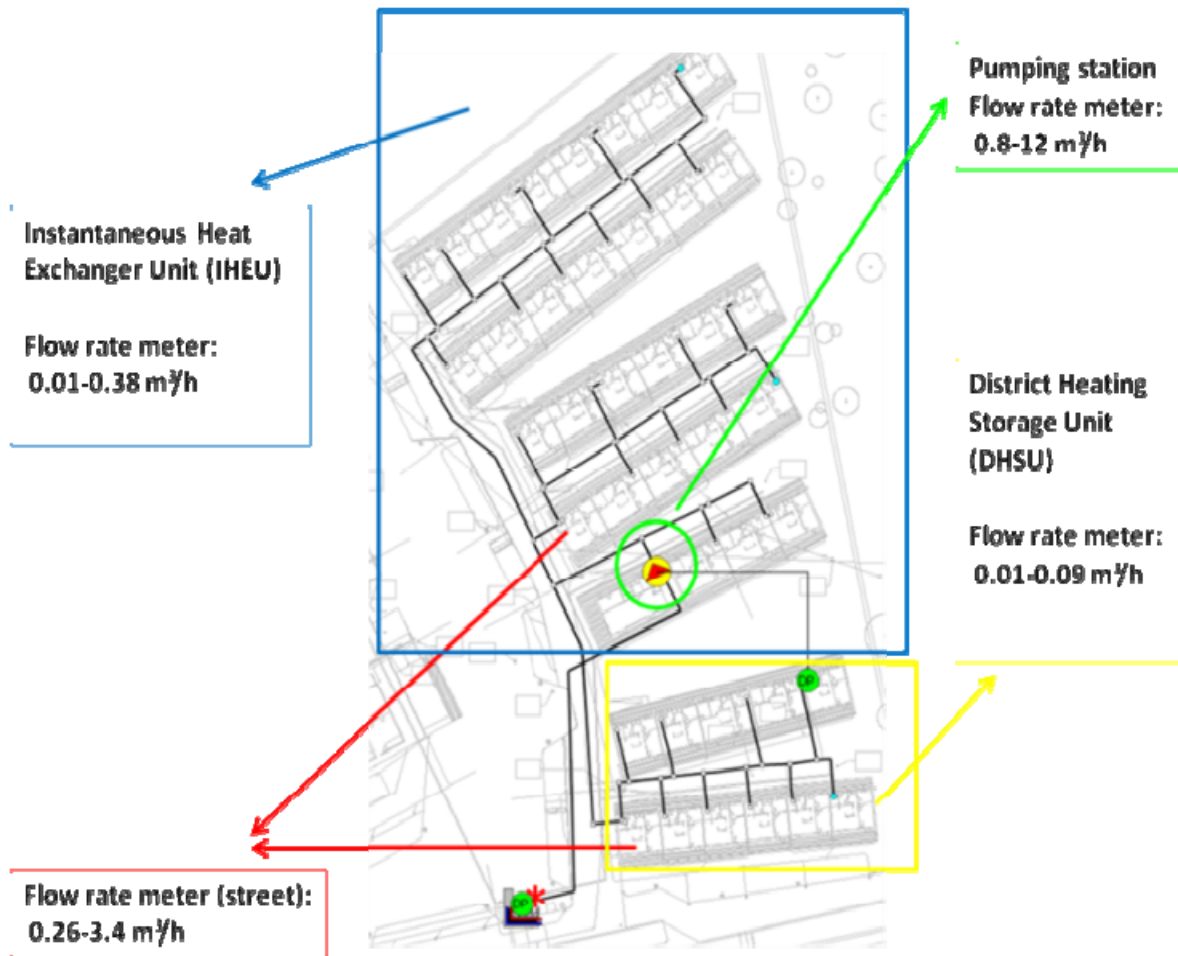 Pumping station
Flow rate meter:
0.8-12 m³/h
Instantaneous Heat
Exchanger Unit (IHEU)
Flow rate meter:
0.01-0.38 m³/h
District Heating
Storage Unit
(DHSU)
Flow rate meter:
0.01-0.09 m³/h
DP
DP
Flow rate meter (street):
0.26-3.4 m³/h